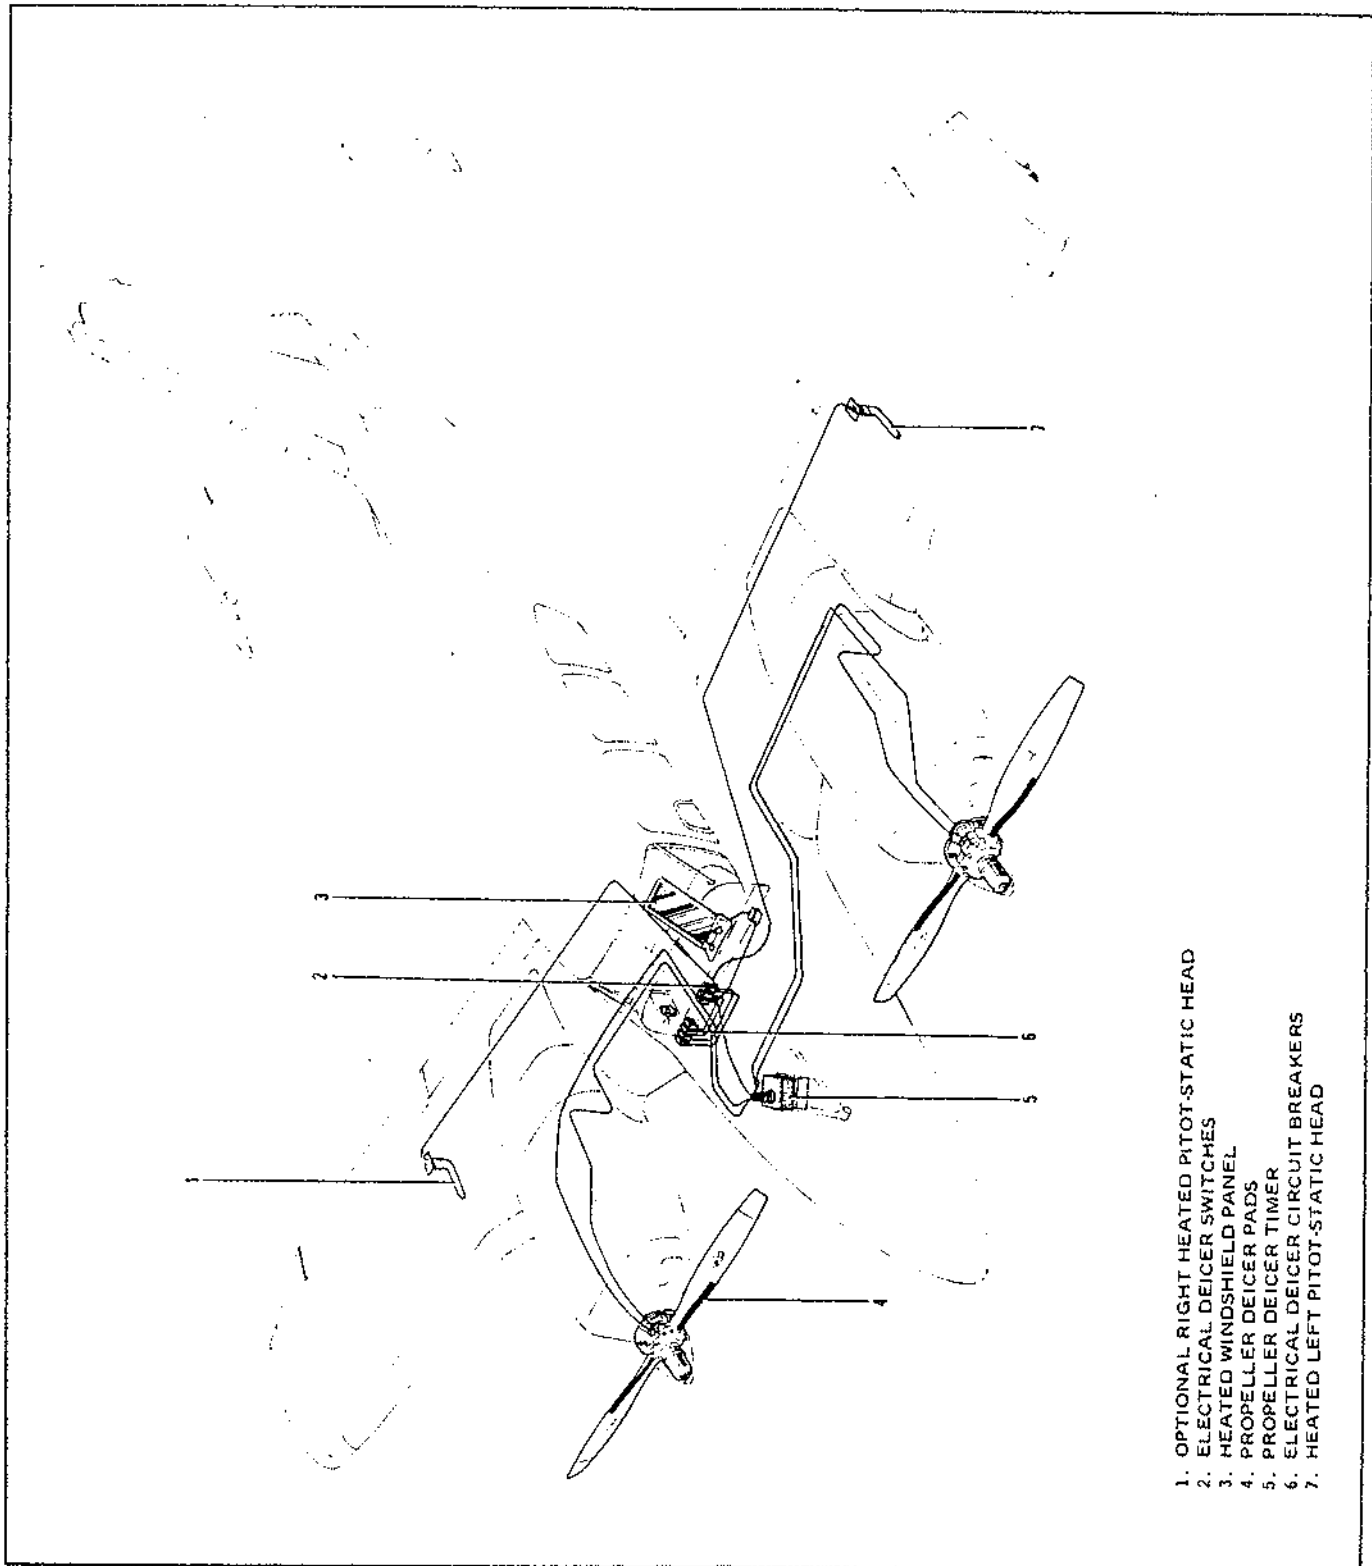 3
2
1
7
6
5
4
1. OPTIONAL RIGHT HEATED PITOT-STATIC HEAD
2. ELECTRICAL DEICER SWITCHES
3. HEATED WINDSHIELD PANEL
4. PROPELLER DEICER PADS
5. PROPELLER DEICER TIMER
6. ELECTRICAL DEICER CIRCUIT BREAKERS
7. HEATED LEFT PITOT-STATIC HEAD